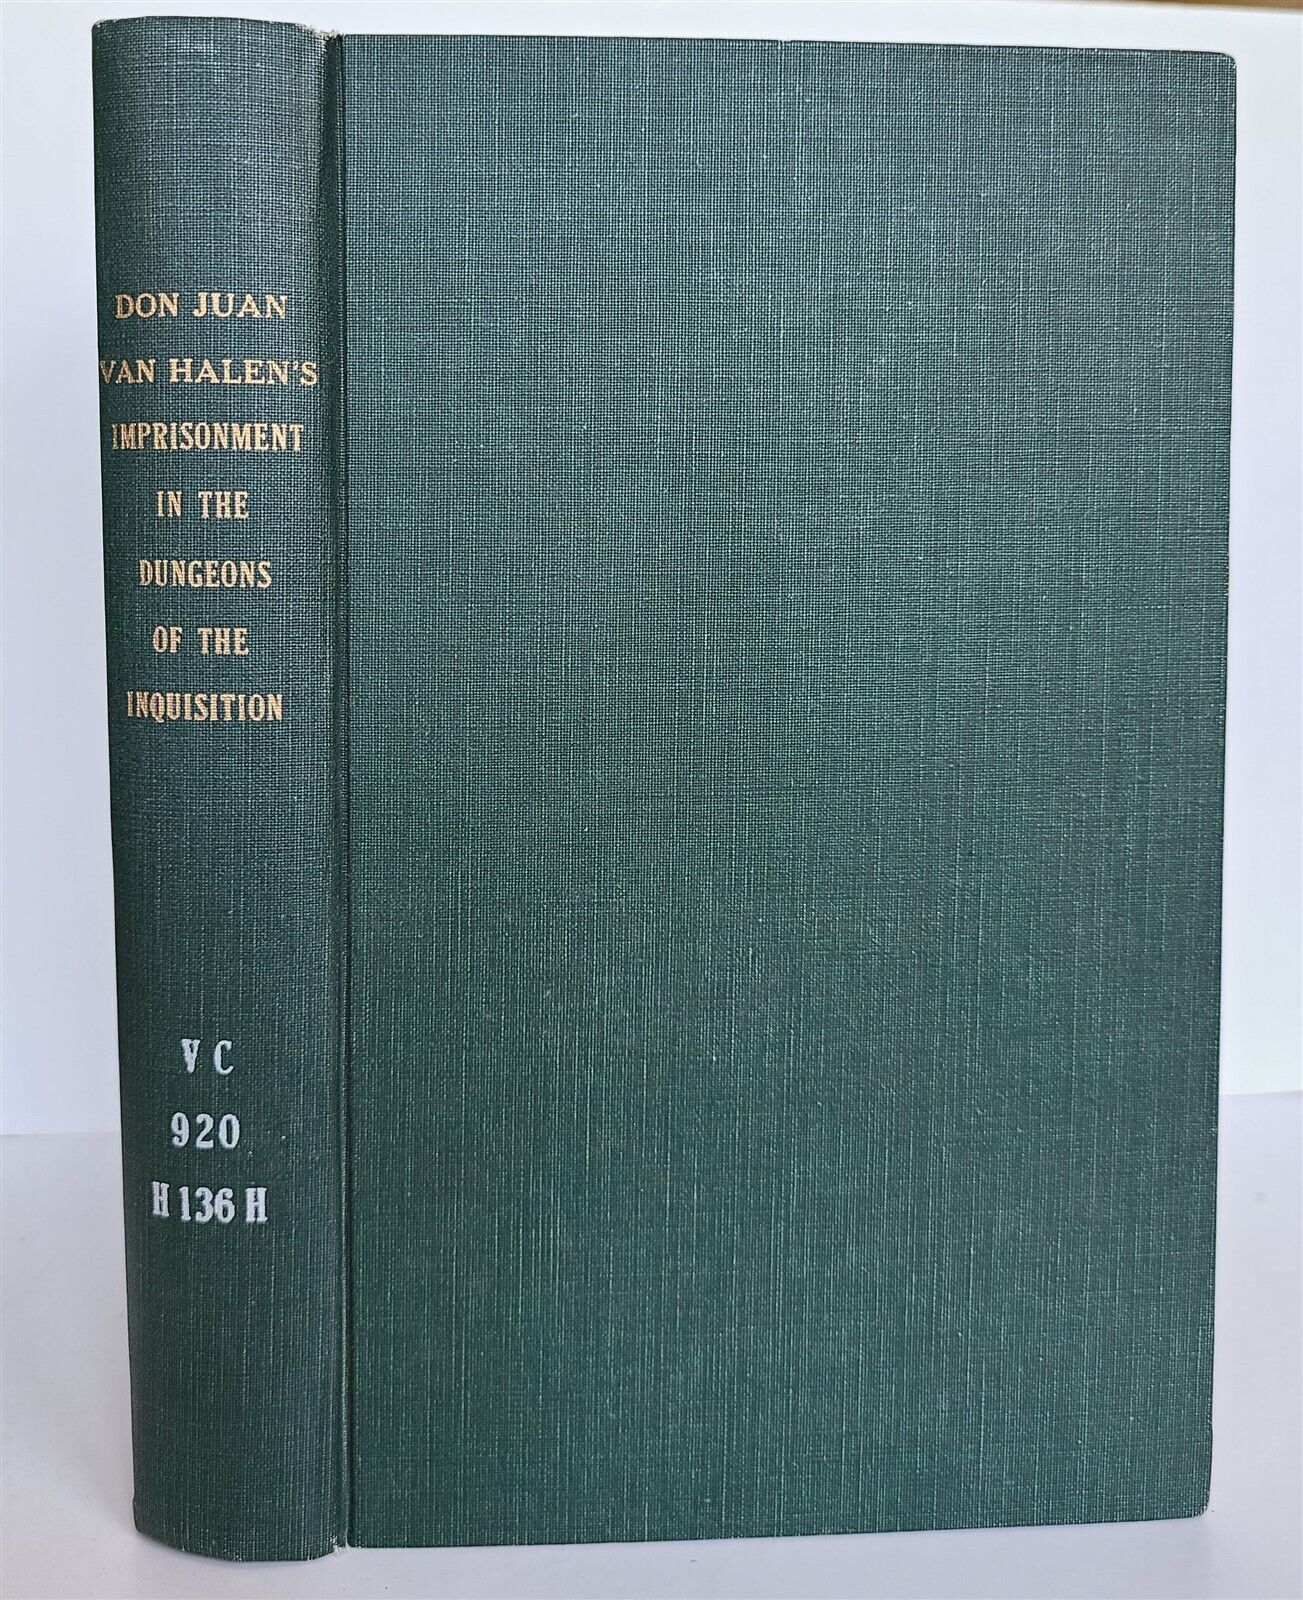 DON JUAN
VAN HALEN'S
IMPRISONMENT
IN THE
DUNGEONS
OF THE
INQUISITION
V C
920
H 136 H